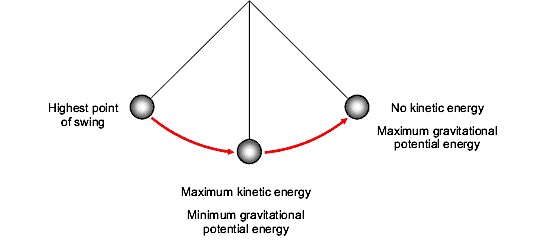 Highest point
of swing
No kinetic energy
Maximum gravitational
potential energy
Maximum kinetic energy
Minimum gravitational
potential energy